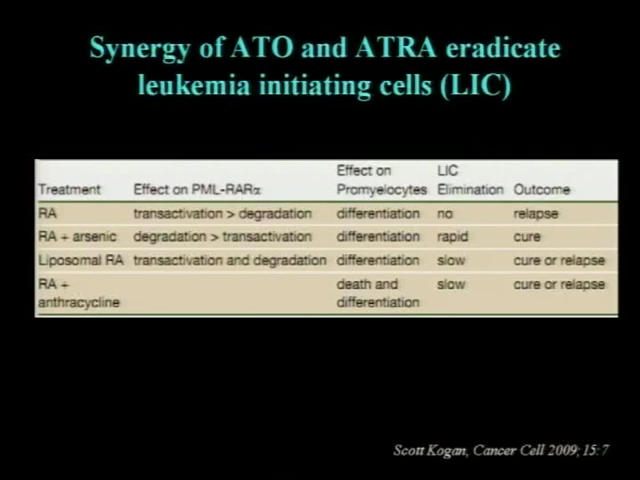 Synergy of ATO and ATRA eradicate
leukemia initiating cells (LIC)
Effect on LIC
Treatment Effect on PML-RARα Promyelocytes Elimination Outcome
RA transactivation > degradation differentiation no relapse
RA + arsenic degradation > transactivation differentiation rapid cure
Liposomal RA transactivation and degradation differentiation slow cure or relapse
RA + death and slow cure or relapse
anthracycline differentiation
Scott Kogan, Cancer Cell 2009; 15:7